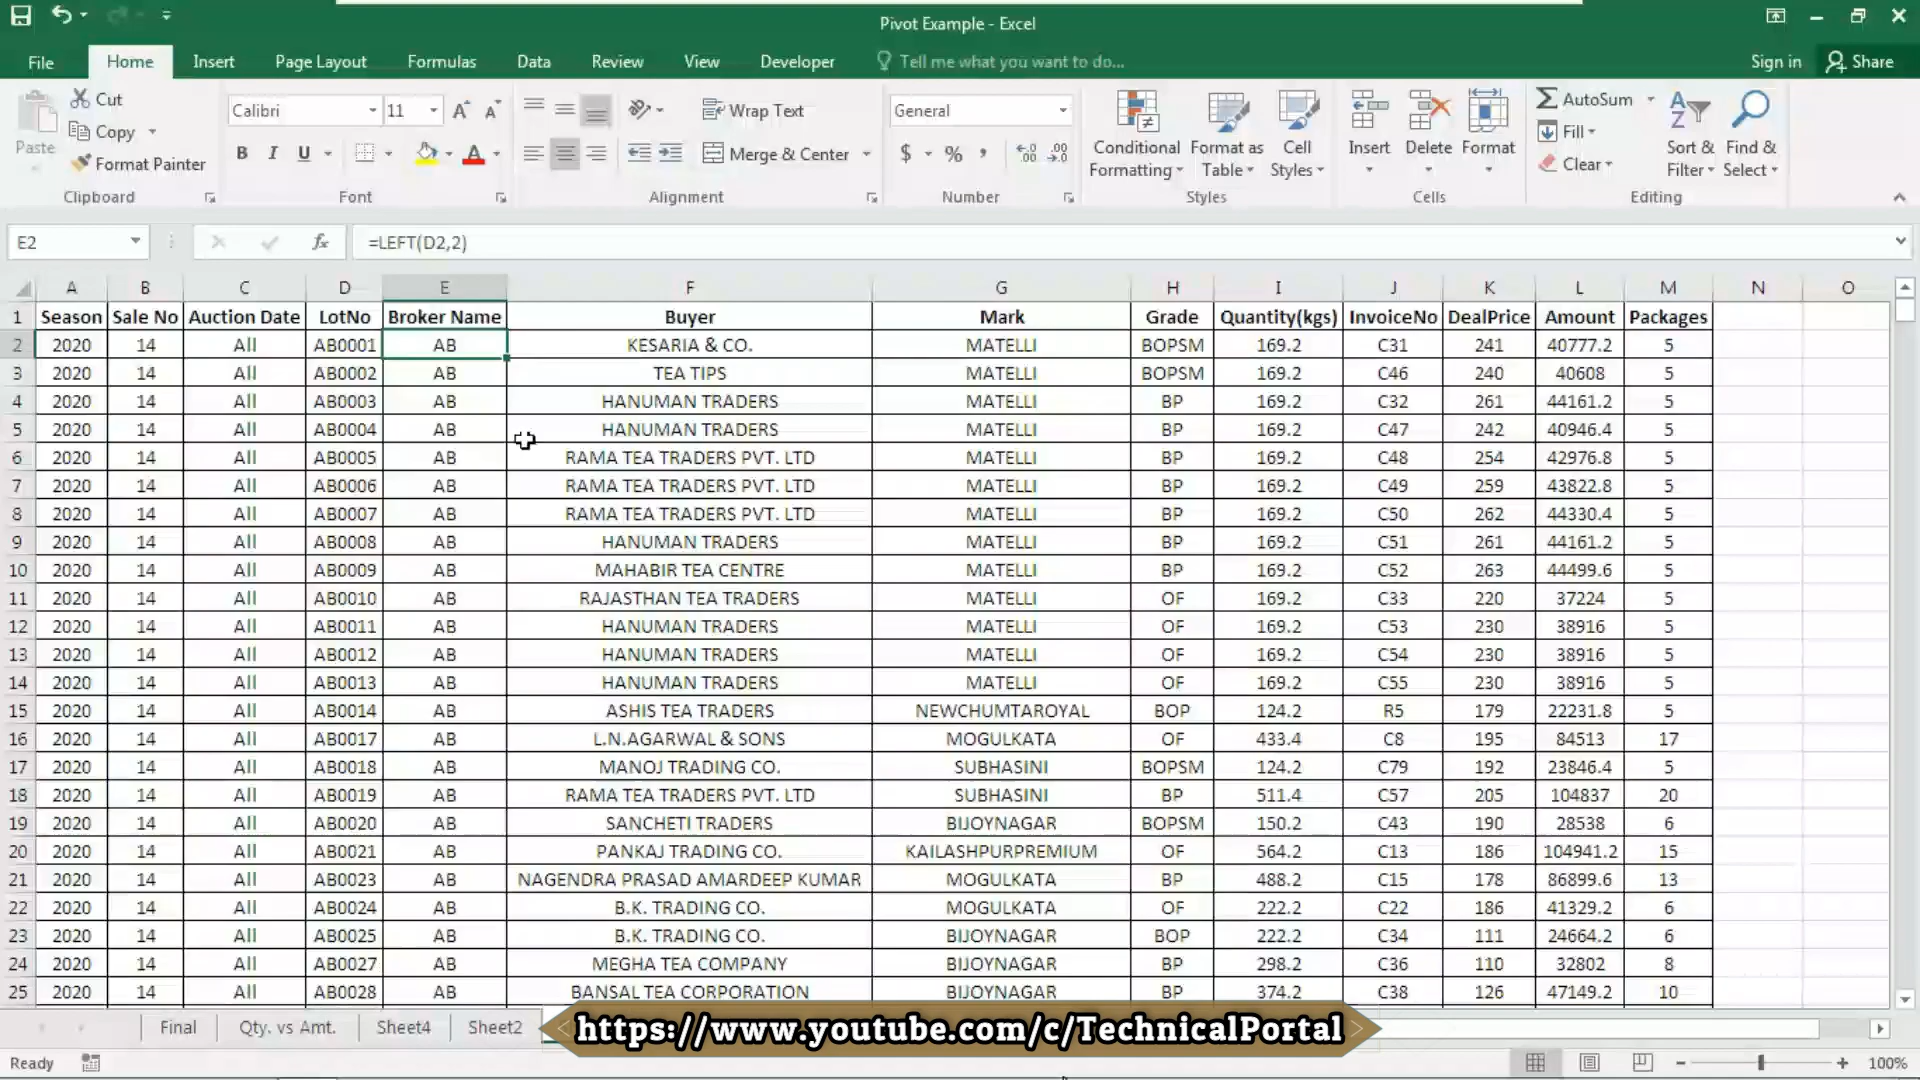 Pivot Example - Excel
File Home Insert Page Layout Formulas Data Review View Developer Tell me what you want to do... Sign in Share
Cut
Copy
Format Painter
Paste
Clipboard
Calibri 11
B I U A
Font
Wrap Text
Merge & Center
Alignment
General
$ % ,
Number
Conditional Formatting
Format as Table
Cell Styles
Styles
Insert Delete Format
Cells
AutoSum
Fill
Clear
Sort & Filter
Find & Select
Editing
E2 fx =LEFT(D2,2)
A B C D E F G H I J K L M N O
1 Season Sale No Auction Date LotNo Broker Name Buyer Mark Grade Quantity(kgs) InvoiceNo DealPrice Amount Packages
2 2020 14 All AB0001 AB KESARIA & CO. MATELLI BOPSM 169.2 C31 241 40777.2 5
3 2020 14 All AB0002 AB TEA TIPS MATELLI BOPSM 169.2 C46 240 40608 5
4 2020 14 All AB0003 AB HANUMAN TRADERS MATELLI BP 169.2 C32 261 44161.2 5
5 2020 14 All AB0004 AB HANUMAN TRADERS MATELLI BP 169.2 C47 242 40946.4 5
6 2020 14 All AB0005 AB RAMA TEA TRADERS PVT. LTD MATELLI BP 169.2 C48 254 42976.8 5
7 2020 14 All AB0006 AB RAMA TEA TRADERS PVT. LTD MATELLI BP 169.2 C49 259 43822.8 5
8 2020 14 All AB0007 AB RAMA TEA TRADERS PVT. LTD MATELLI BP 169.2 C50 262 44330.4 5
9 2020 14 All AB0008 AB HANUMAN TRADERS MATELLI BP 169.2 C51 261 44161.2 5
10 2020 14 All AB0009 AB MAHABIR TEA CENTRE MATELLI BP 169.2 C52 263 44499.6 5
11 2020 14 All AB0010 AB RAJASTHAN TEA TRADERS MATELLI OF 169.2 C33 220 37224 5
12 2020 14 All AB0011 AB HANUMAN TRADERS MATELLI OF 169.2 C53 230 38916 5
13 2020 14 All AB0012 AB HANUMAN TRADERS MATELLI OF 169.2 C54 230 38916 5
14 2020 14 All AB0013 AB HANUMAN TRADERS MATELLI OF 169.2 C55 230 38916 5
15 2020 14 All AB0014 AB ASHIS TEA TRADERS NEWCHUMTAROYAL BOP 124.2 R5 179 22231.8 5
16 2020 14 All AB0017 AB L.N.AGARWAL & SONS MOGULKATA OF 433.4 C8 195 84513 17
17 2020 14 All AB0018 AB MANOJ TRADING CO. SUBHASINI BOPSM 124.2 C79 192 23846.4 5
18 2020 14 All AB0019 AB RAMA TEA TRADERS PVT. LTD SUBHASINI BP 511.4 C57 205 104837 20
19 2020 14 All AB0020 AB SANCHETI TRADERS BIJOYNAGAR BOPSM 150.2 C43 190 28538 6
20 2020 14 All AB0021 AB PANKAJ TRADING CO. KAILASHPURPREMIUM OF 564.2 C13 186 104941.2 15
21 2020 14 All AB0023 AB NAGENDRA PRASAD AMARDEEP KUMAR MOGULKATA BP 488.2 C15 178 86899.6 13
22 2020 14 All AB0024 AB B.K. TRADING CO. MOGULKATA OF 222.2 C22 186 41329.2 6
23 2020 14 All AB0025 AB B.K. TRADING CO. BIJOYNAGAR BOP 222.2 C34 111 24664.2 6
24 2020 14 All AB0027 AB MEGHA TEA COMPANY BIJOYNAGAR BP 298.2 C36 110 32802 8
25 2020 14 All AB0028 AB BANSAL TEA CORPORATION BIJOYNAGAR BP 374.2 C38 126 47149.2 10
Final Qty. vs Amt. Sheet4 Sheet2
https://www.youtube.com/c/TechnicalPortal
Ready 100%